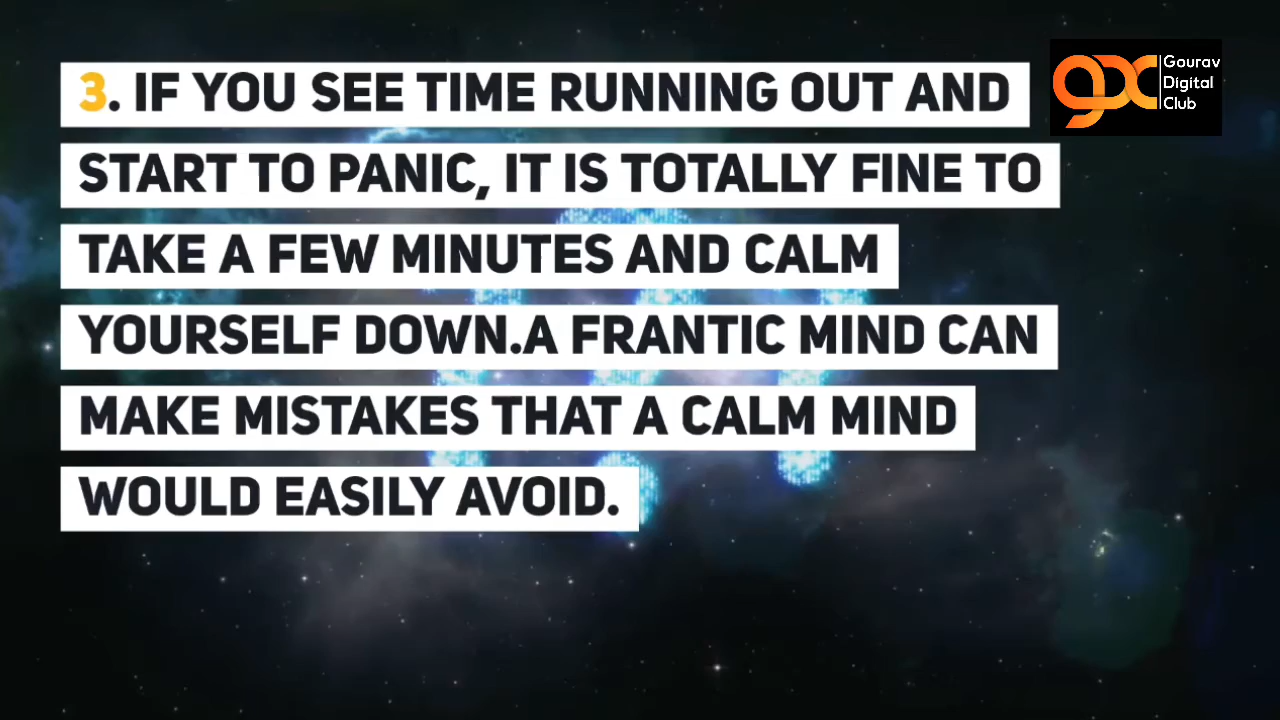 3. IF YOU SEE TIME RUNNING OUT AND
START TO PANIC, IT IS TOTALLY FINE TO
TAKE A FEW MINUTES AND CALM
YOURSELF DOWN.A FRANTIC MIND CAN
MAKE MISTAKES THAT A CALM MIND
WOULD EASILY AVOID.
gDC
Gourav
Digital
Club